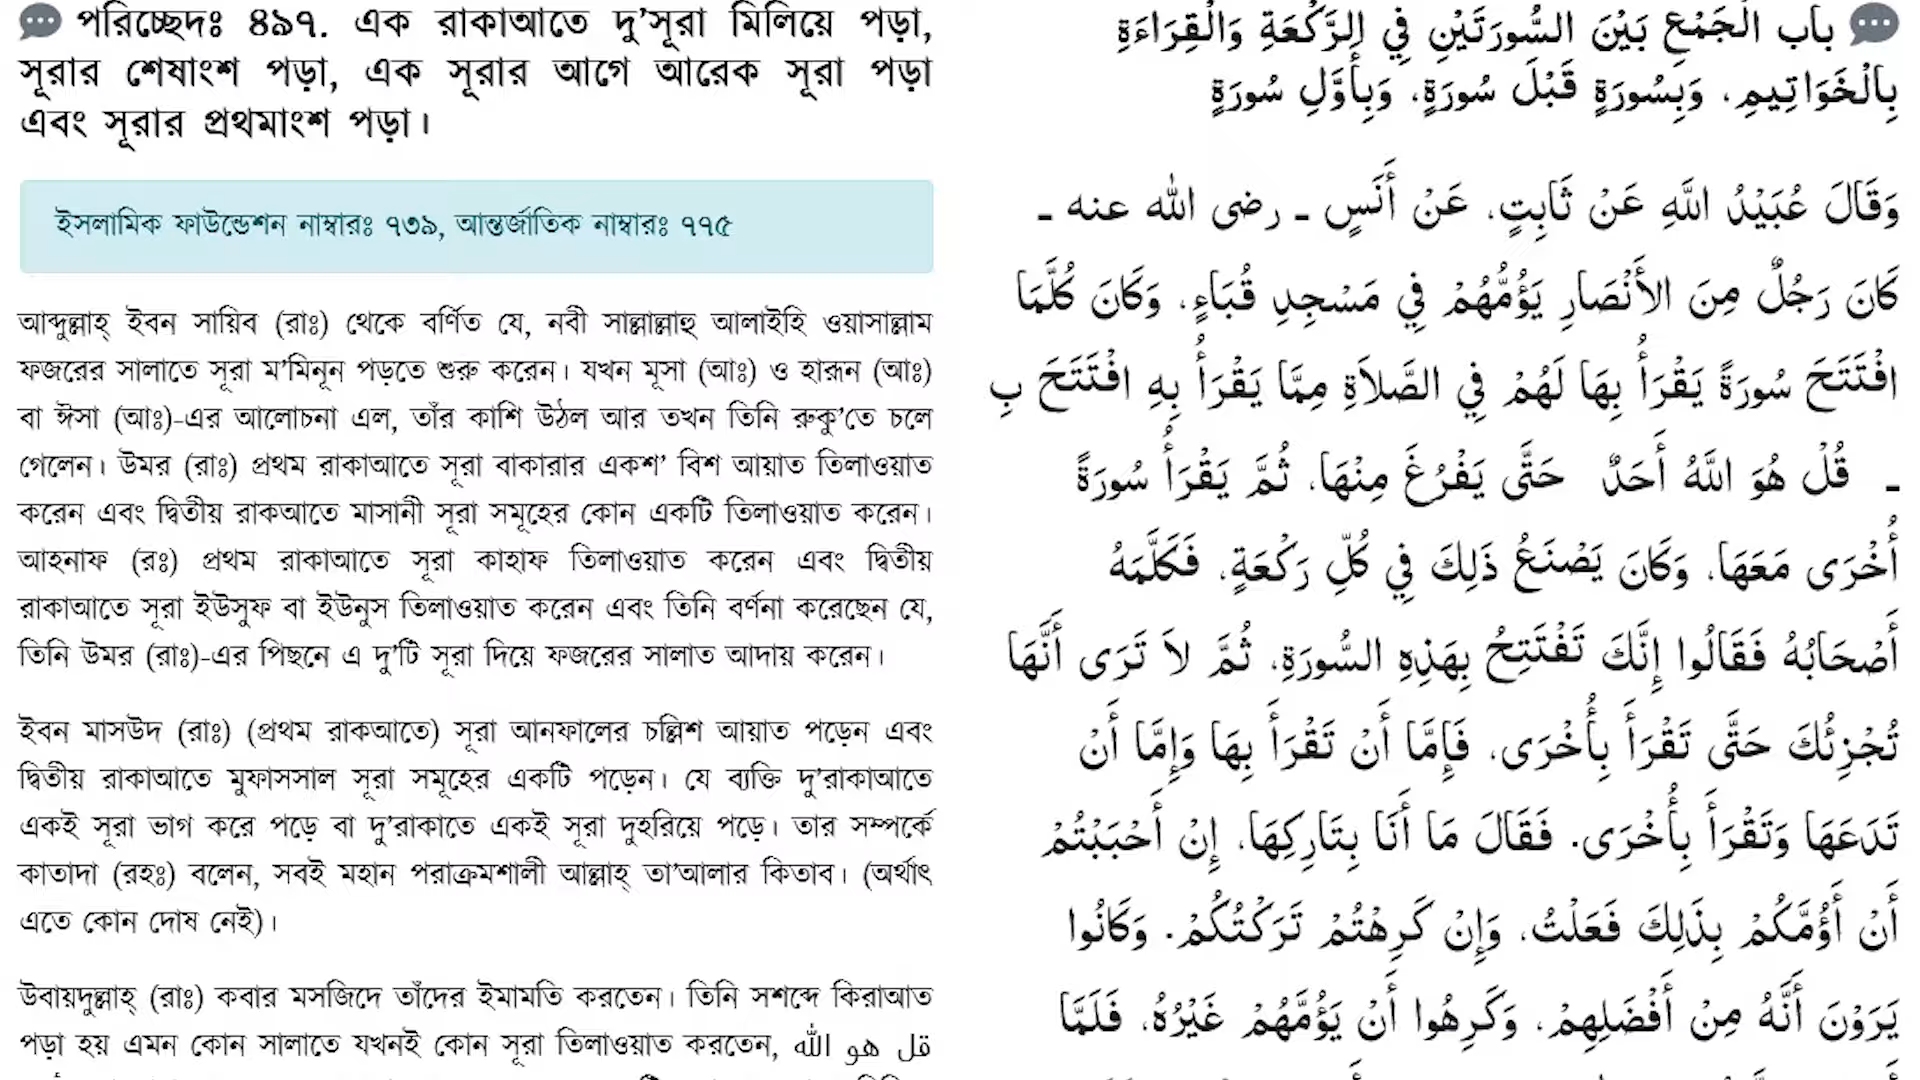 পরিচ্ছেদঃ ৪৯৭. এক রাকাআতে দু’সূরা মিলিয়ে পড়া,
সূরার শেষাংশ পড়া, এক সূরার আগে আরেক সূরা পড়া
এবং সূরার প্রথমাংশ পড়া।
ইসলামিক ফাউন্ডেশন নাম্বারঃ ৭৩৯, আন্তর্জাতিক নাম্বারঃ ৭৭৫
আব্দুল্লাহ্ ইবন সায়িব (রাঃ) থেকে বর্ণিত যে, নবী সাল্লাল্লাহু আলাইহি ওয়াসাল্লাম
ফজরের সালাতে সূরা ম’মিনূন পড়তে শুরু করেন। যখন মূসা (আঃ) ও হারূন (আঃ)
বা ঈসা (আঃ)-এর আলোচনা এল, তাঁর কাশি উঠল আর তখন তিনি রুকু’তে চলে
গেলেন। উমর (রাঃ) প্রথম রাকাআতে সূরা বাকারার একশ’ বিশ আয়াত তিলাওয়াত
করেন এবং দ্বিতীয় রাকআতে মাসানী সূরা সমূহের কোন একটি তিলাওয়াত করেন।
আহনাফ (রঃ) প্রথম রাকাআতে সূরা কাহাফ তিলাওয়াত করেন এবং দ্বিতীয়
রাকাআতে সূরা ইউসুফ বা ইউনুস তিলাওয়াত করেন এবং তিনি বর্ণনা করেছেন যে,
তিনি উমর (রাঃ)-এর পিছনে এ দু’টি সূরা দিয়ে ফজরের সালাত আদায় করেন।
ইবন মাসউদ (রাঃ) (প্রথম রাকআতে) সূরা আনফালের চল্লিশ আয়াত পড়েন এবং
দ্বিতীয় রাকাআতে মুফাসসাল সূরা সমূহের একটি পড়েন। যে ব্যক্তি দু’রাকাআতে
একই সূরা ভাগ করে পড়ে বা দু’রাকাতে একই সূরা দুহরিয়ে পড়ে। তার সম্পর্কে
কাতাদা (রহঃ) বলেন, সবই মহান পরাক্রমশালী আল্লাহ্ তা’আলার কিতাব। (অর্থাৎ
এতে কোন দোষ নেই)।
উবায়দুল্লাহ্ (রাঃ) কবার মসজিদে তাঁদের ইমামতি করতেন। তিনি সশব্দে কিরাআত
পড়া হয় এমন কোন সালাতে যখনই কোন সূরা তিলাওয়াত করতেন, قل هو الله
باب الْجَمْعِ بَيْنَ السُّورَتَيْنِ فِي الرَّكْعَةِ وَالْقِرَاءَةِ
بِالْخَوَاتِيمِ، وَبِسُورَةٍ قَبْلَ سُورَةٍ، وَبِأَوَّلِ سُورَةٍ
وَقَالَ عُبَيْدُ اللَّهِ عَنْ ثَابِتٍ، عَنْ أَنَسٍ ـ رضى الله عنه ـ
كَانَ رَجُلٌ مِنَ الأَنْصَارِ يَؤُمُّهُمْ فِي مَسْجِدِ قُبَاءٍ، وَكَانَ كُلَّمَا
افْتَتَحَ سُورَةً يَقْرَأُ بِهَا لَهُمْ فِي الصَّلاَةِ مِمَّا يَقْرَأُ بِهِ افْتَتَحَ بِ
ـ قُلْ هُوَ اللَّهُ أَحَدٌ حَتَّى يَفْرُغَ مِنْهَا، ثُمَّ يَقْرَأُ سُورَةً
أُخْرَى مَعَهَا، وَكَانَ يَصْنَعُ ذَلِكَ فِي كُلِّ رَكْعَةٍ، فَكَلَّمَهُ
أَصْحَابُهُ فَقَالُوا إِنَّكَ تَفْتَتِحُ بِهَذِهِ السُّورَةِ، ثُمَّ لاَ تَرَى أَنَّهَا
تُجْزِئُكَ حَتَّى تَقْرَأَ بِأُخْرَى، فَإِمَّا أَنْ تَقْرَأَ بِهَا وَإِمَّا أَنْ
تَدَعَهَا وَتَقْرَأَ بِأُخْرَى. فَقَالَ مَا أَنَا بِتَارِكِهَا، إِنْ أَحْبَبْتُمْ
أَنْ أَؤُمَّكُمْ بِذَلِكَ فَعَلْتُ، وَإِنْ كَرِهْتُمْ تَرَكْتُكُمْ. وَكَانُوا
يَرَوْنَ أَنَّهُ مِنْ أَفْضَلِهِمْ، وَكَرِهُوا أَنْ يَؤُمَّهُمْ غَيْرُهُ، فَلَمَّا